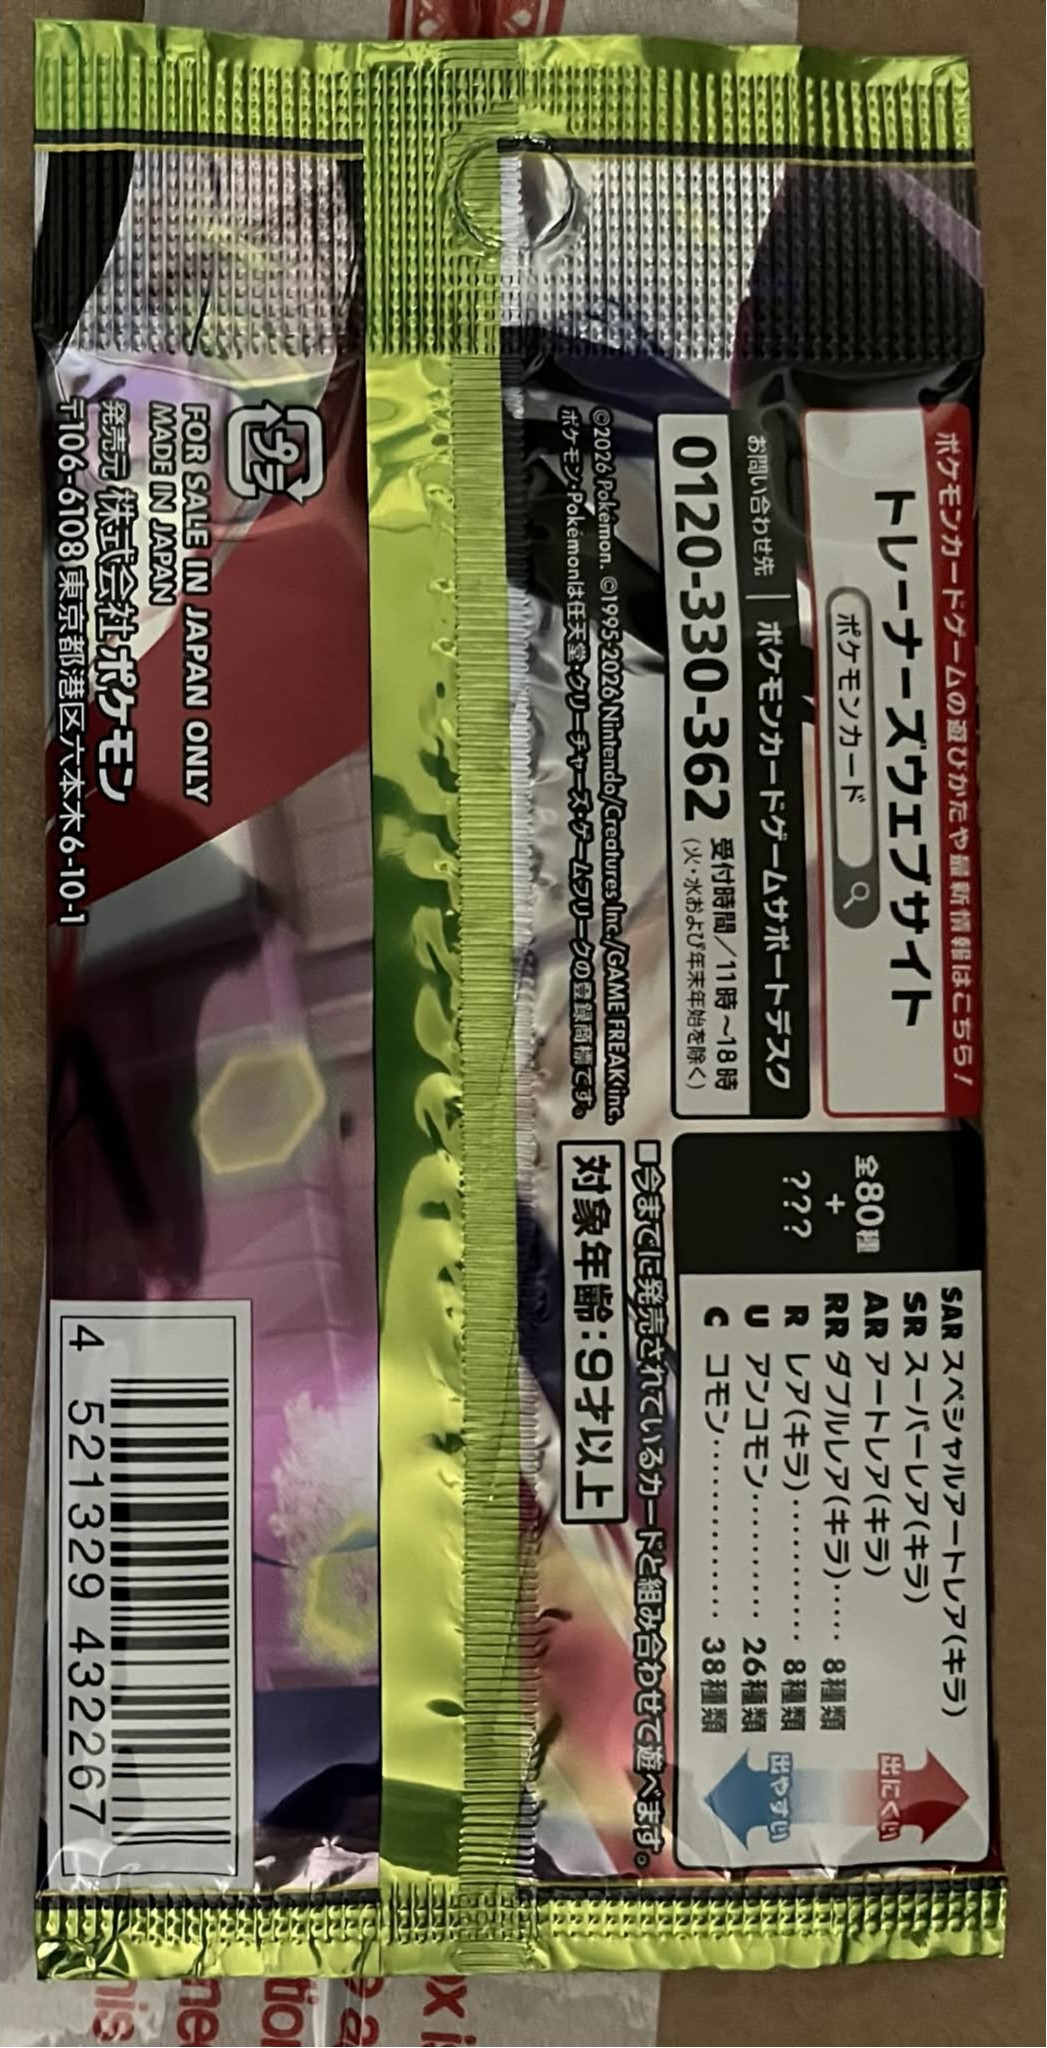 ポケモンカードゲームの遊びかたや最新情報はこちら!
トレーナーズウェブサイト
ポケモンカード
お問い合わせ先 | ポケモンカードゲームサポートデスク
0120-330-362 受付時間/11時~18時
(火・水および年末年始を除く)
©2026 Pokémon. ©1995-2026 Nintendo/Creatures Inc./GAME FREAK inc.
ポケモン・Pokémonは任天堂・クリーチャーズ・ゲームフリークの登録商標です。
全80種
+
???
SAR スペシャルアートレア(キラ)
SR スーパーレア(キラ)
AR アートレア(キラ)
RR ダブルレア(キラ)···· 8種類
R レア(キラ)·········· 8種類
U アンコモン·········· 26種類
C コモン············· 38種類
出にくい
出やすい
■今までに発売されているカードと組み合わせて遊べます。
対象年齢:9才以上
プラ
FOR SALE IN JAPAN ONLY
MADE IN JAPAN
発売元 株式会社ポケモン
〒106-6108 東京都港区六本木6-10-1
4 521329 432267